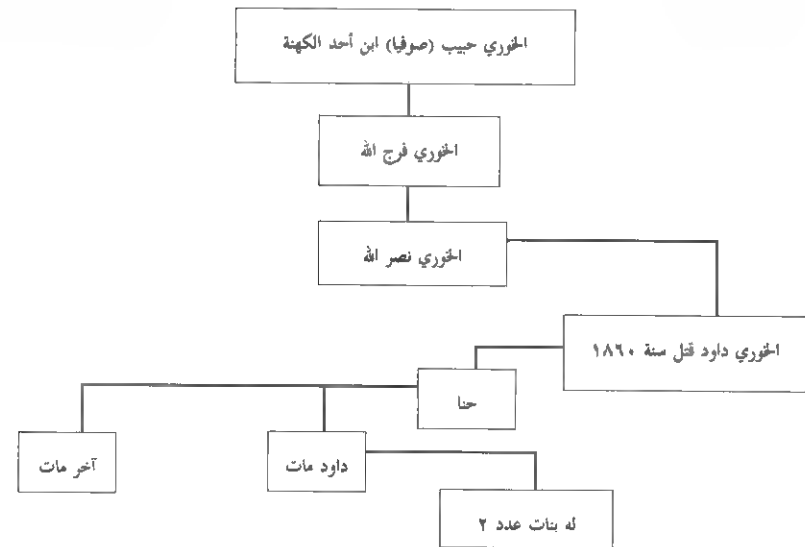 الخوري حبيب (صوفيا) ابن أحد الكهنة
الخوري فرج الله
الخوري نصر الله
الخوري داود قتل سنة ١٨٦٠
حنا
داود مات
آخر مات
له بنات عدد ٢